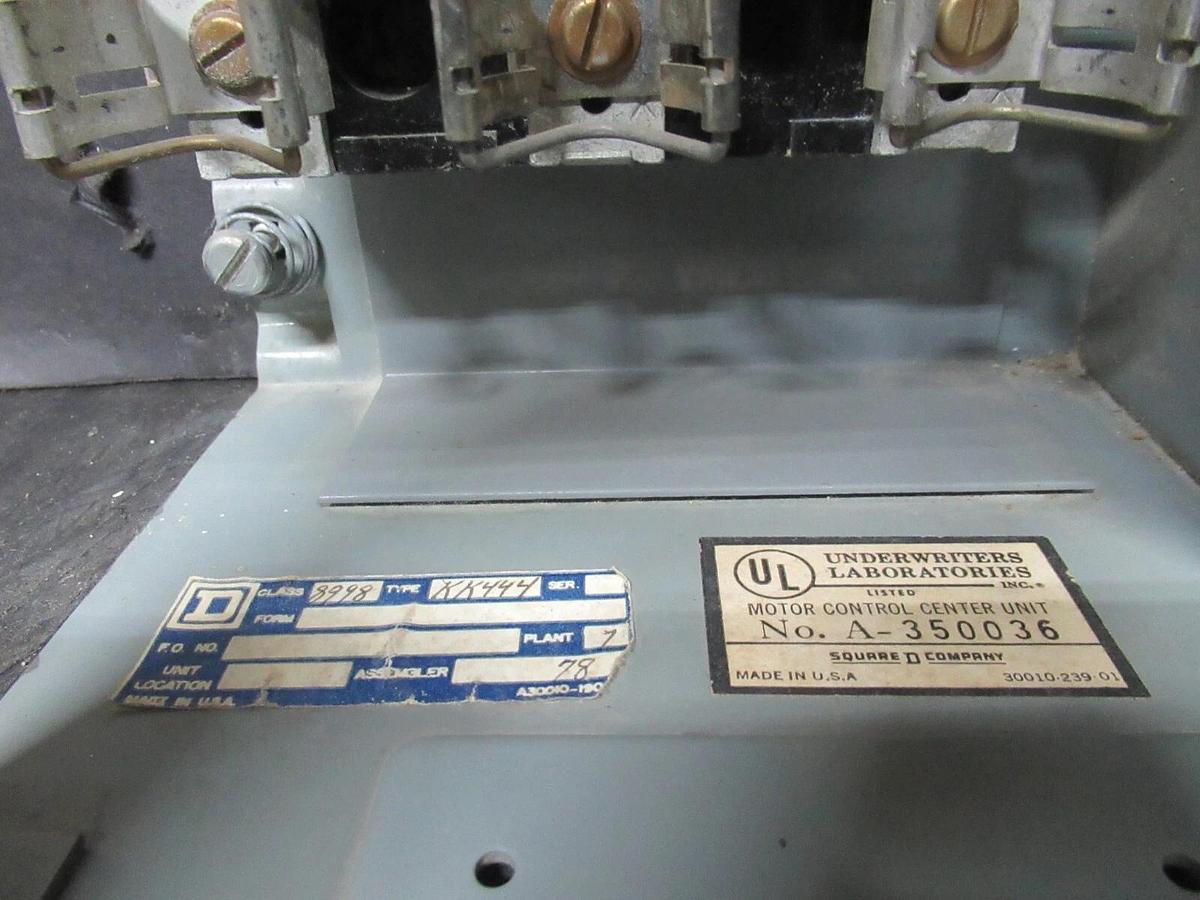 D CLASS 8998 TYPE KK444 SER.
FORM
F.O. NO. PLANT 7
UNIT LOCATION ASSEMBLER 78
MADE IN U.S.A. A30010-190
UL UNDERWRITERS
LABORATORIES INC.®
LISTED
MOTOR CONTROL CENTER UNIT
No. A-350036
SQUARE D COMPANY
MADE IN U.S.A 30010-239-01